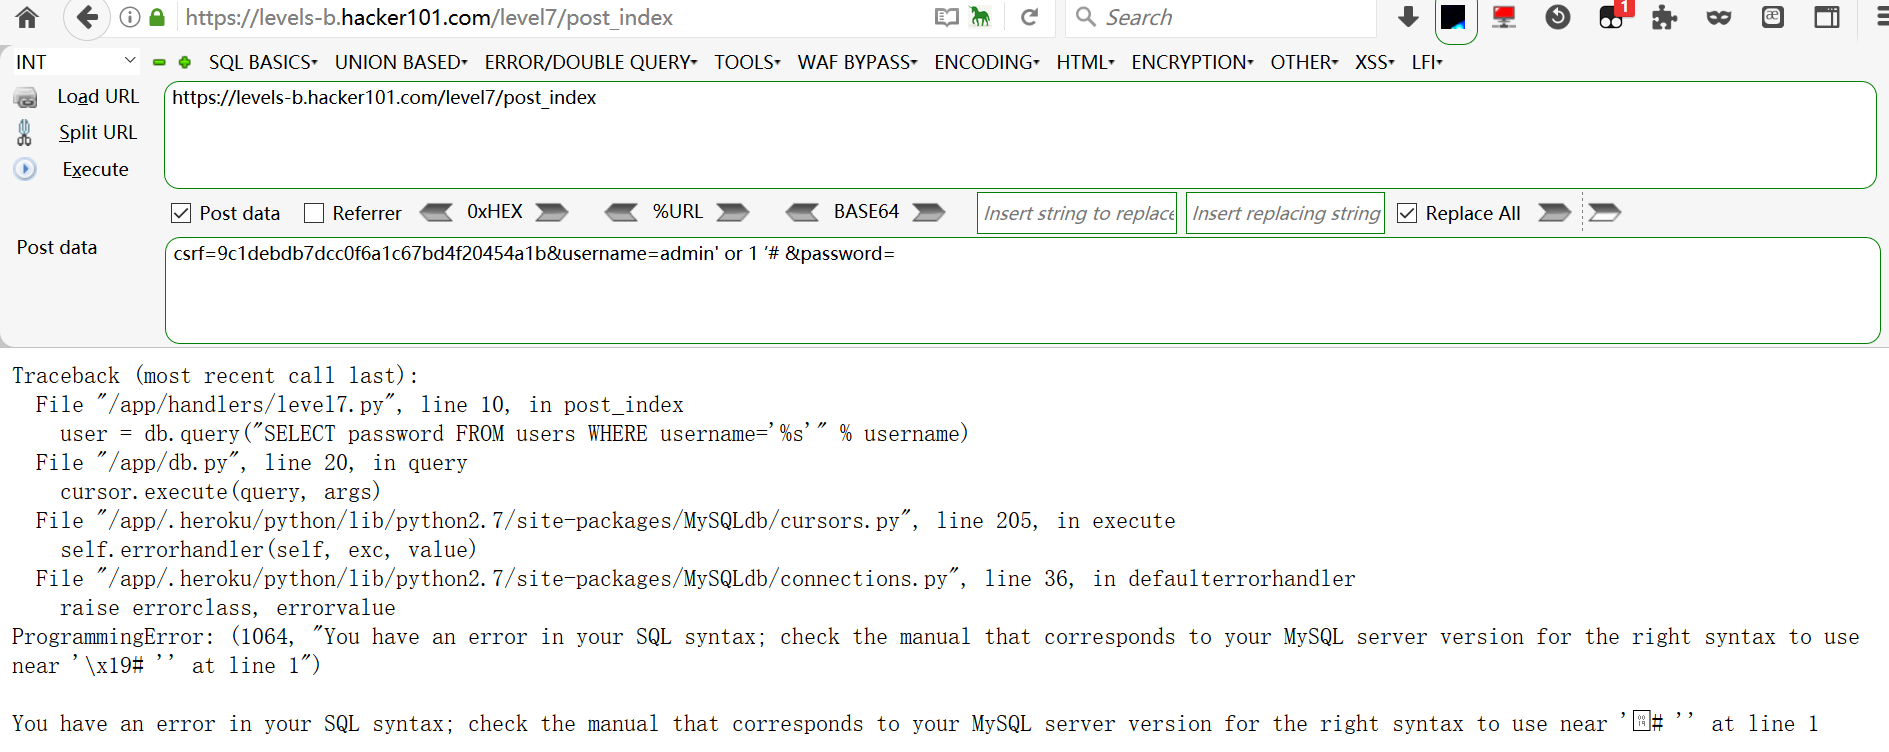 https://levels-b.hacker101.com/level7/post_index
Search
1
INT
SQL BASICS▾ UNION BASED▾ ERROR/DOUBLE QUERY▾ TOOLS▾ WAF BYPASS▾ ENCODING▾ HTML▾ ENCRYPTION▾ OTHER▾ XSS▾ LFI▾
Load URL
https://levels-b.hacker101.com/level7/post_index
Split URL
Execute
Post data Referrer 0xHEX %URL BASE64 Insert string to replace Insert replacing string Replace All
Post data
csrf=9c1debdb7dcc0f6a1c67bd4f20454a1b&username=admin' or 1 ’# &password=
Traceback (most recent call last):
File "/app/handlers/level7.py", line 10, in post_index
user = db.query("SELECT password FROM users WHERE username='%s'" % username)
File "/app/db.py", line 20, in query
cursor.execute(query, args)
File "/app/.heroku/python/lib/python2.7/site-packages/MySQLdb/cursors.py", line 205, in execute
self.errorhandler(self, exc, value)
File "/app/.heroku/python/lib/python2.7/site-packages/MySQLdb/connections.py", line 36, in defaulterrorhandler
raise errorclass, errorvalue
ProgrammingError: (1064, "You have an error in your SQL syntax; check the manual that corresponds to your MySQL server version for the right syntax to use
near '\x19# '' at line 1")
You have an error in your SQL syntax; check the manual that corresponds to your MySQL server version for the right syntax to use near '# '' at line 1